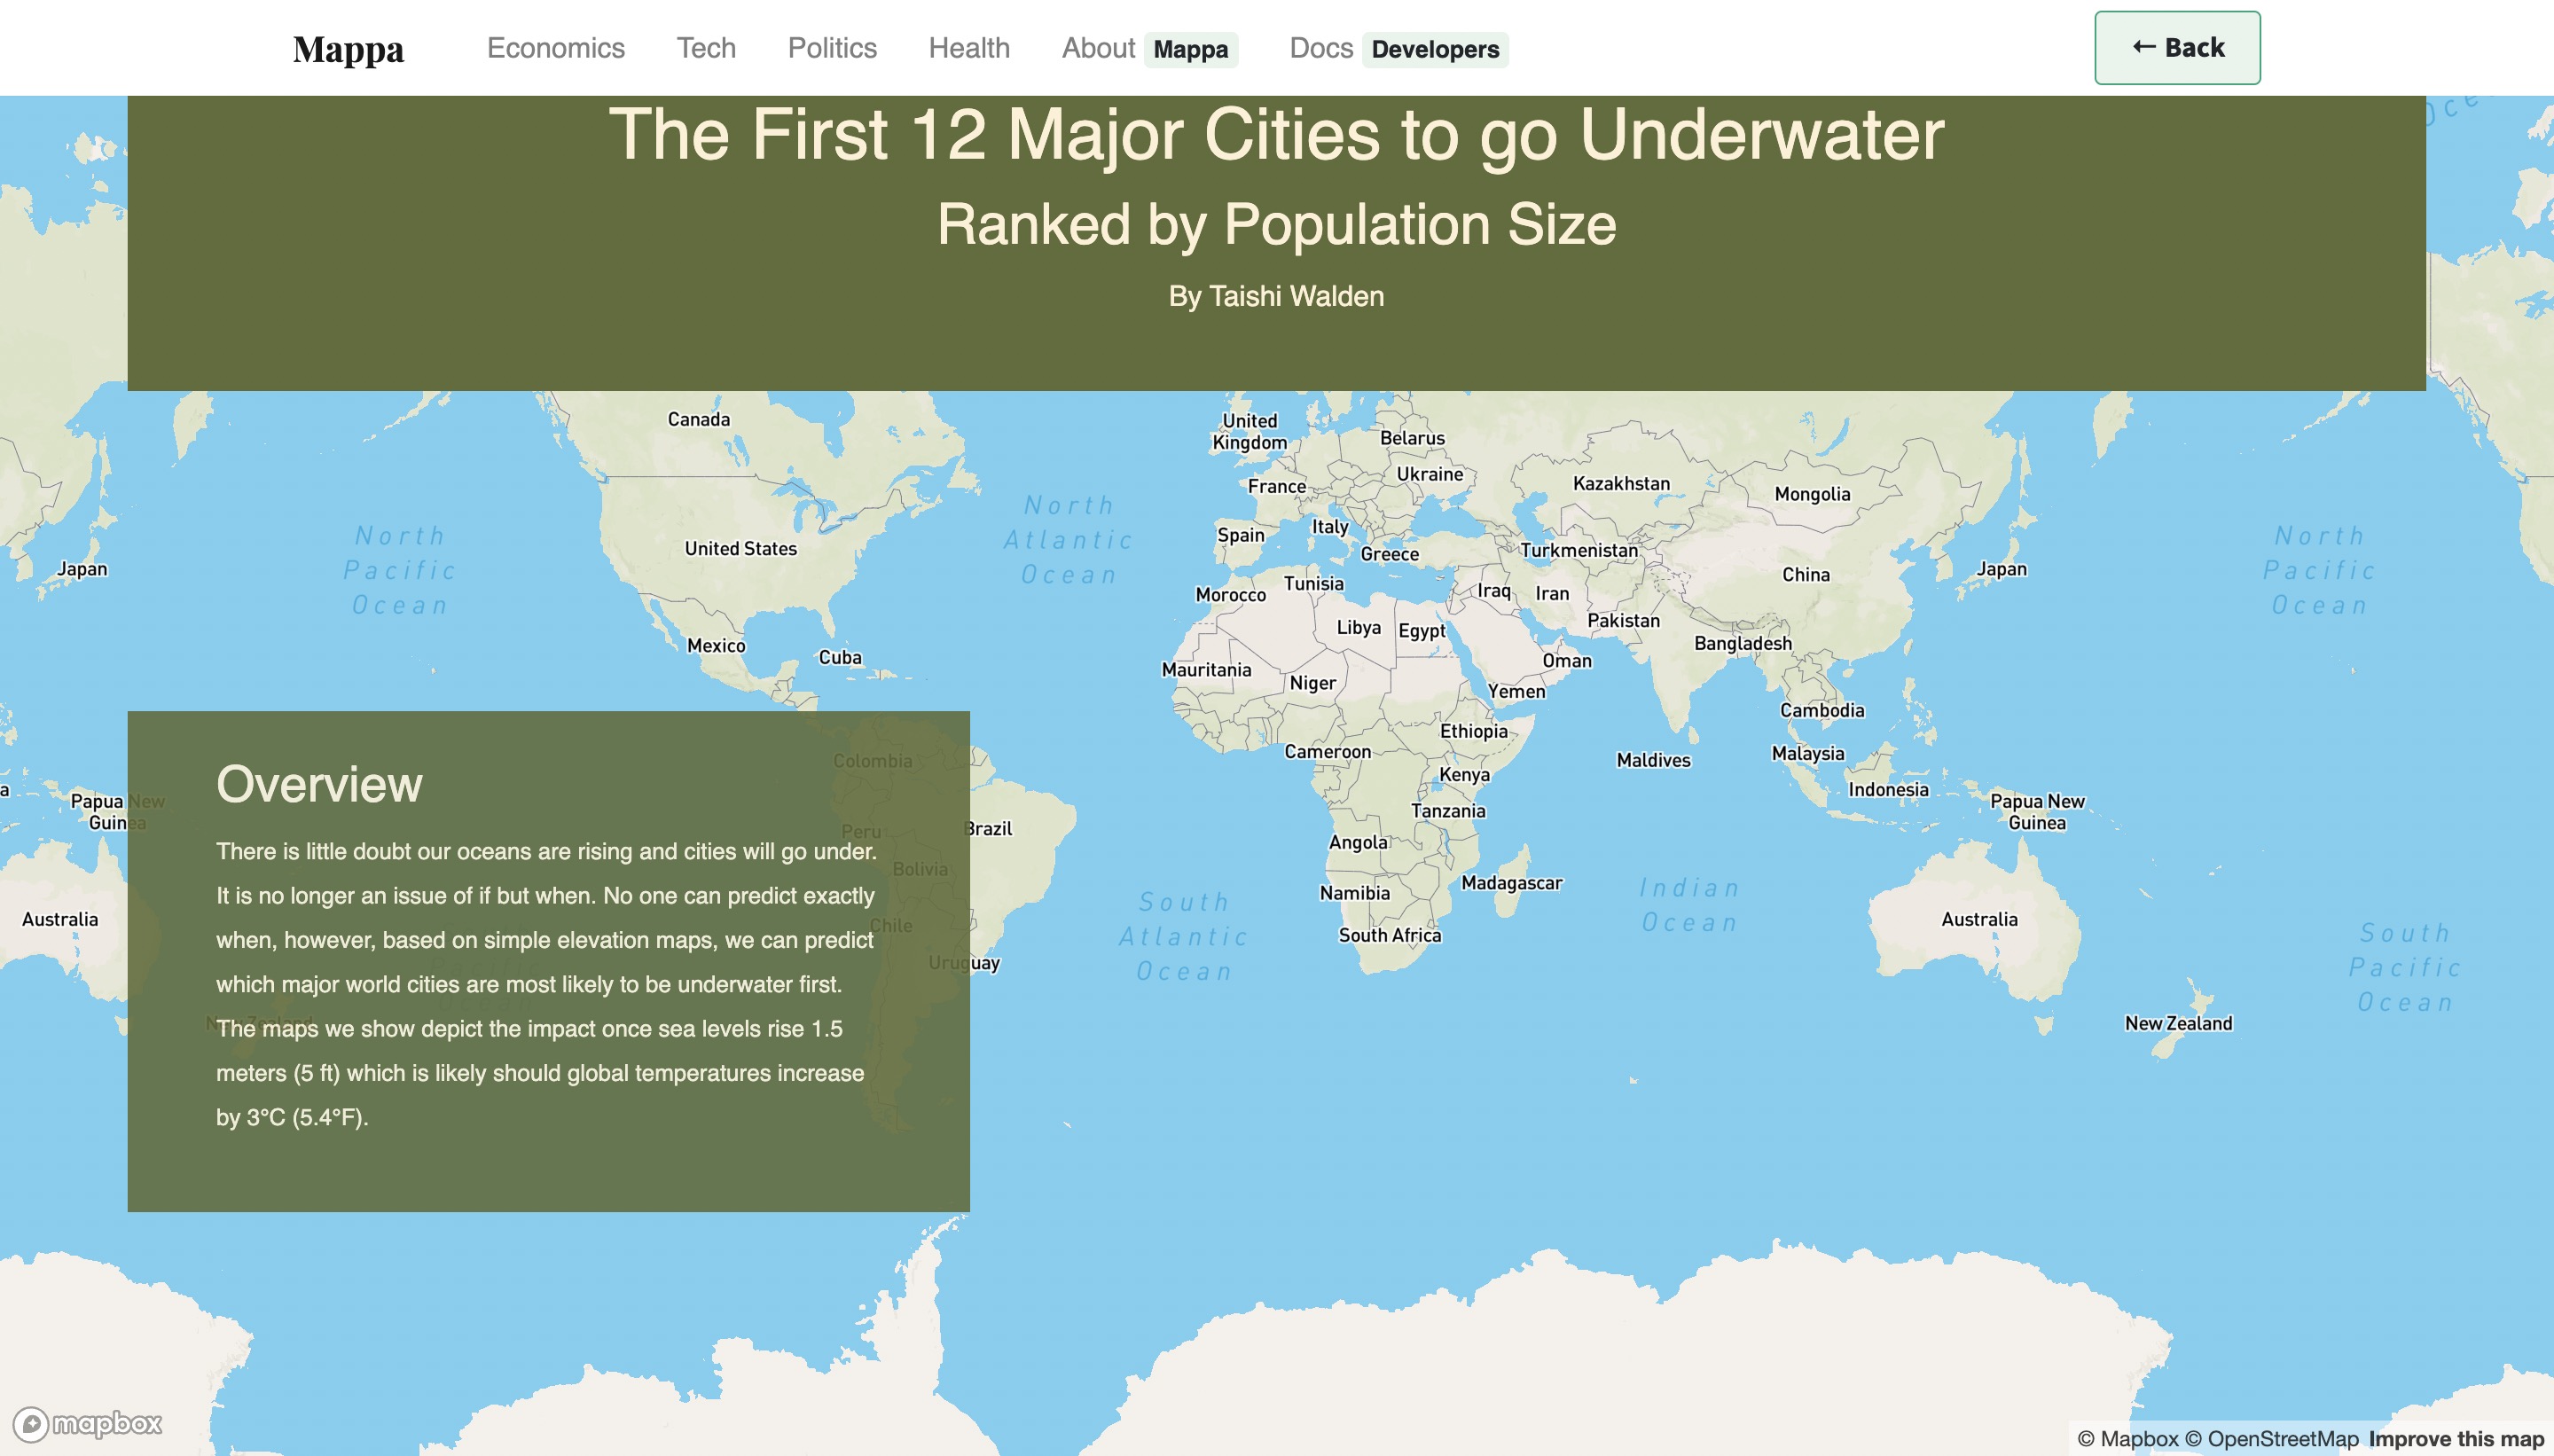 Mappa
Economics
Tech
Politics
Health
About Mappa
Docs Developers
← Back
The First 12 Major Cities to go Underwater
Ranked by Population Size
By Taishi Walden
Canada
United
Kingdom
Belarus
Ukraine
Kazakhstan
Mongolia
France
North
Pacific
Ocean
North
Atlantic
Ocean
Spain
Italy
Greece
Turkmenistan
United States
Japan
China
Japan
North
Pacific
Ocean
Morocco
Tunisia
Iraq
Iran
Pakistan
Libya
Egypt
Bangladesh
Mexico
Cuba
Mauritania
Niger
Oman
Yemen
Cambodia
Ethiopia
Cameroon
Maldives
Malaysia
Colombia
Kenya
Indonesia
Papua New
Guinea
Tanzania
Papua New
Guinea
Peru
Brazil
Angola
Bolivia
Namibia
Madagascar
Indian
Ocean
South
Atlantic
Ocean
Chile
Australia
South Africa
Australia
Uruguay
South
Pacific
Ocean
New Zealand
New Zealand
Overview
There is little doubt our oceans are rising and cities will go under.
It is no longer an issue of if but when. No one can predict exactly
when, however, based on simple elevation maps, we can predict
which major world cities are most likely to be underwater first.
The maps we show depict the impact once sea levels rise 1.5
meters (5 ft) which is likely should global temperatures increase
by 3°C (5.4°F).
mapbox
© Mapbox © OpenStreetMap Improve this map